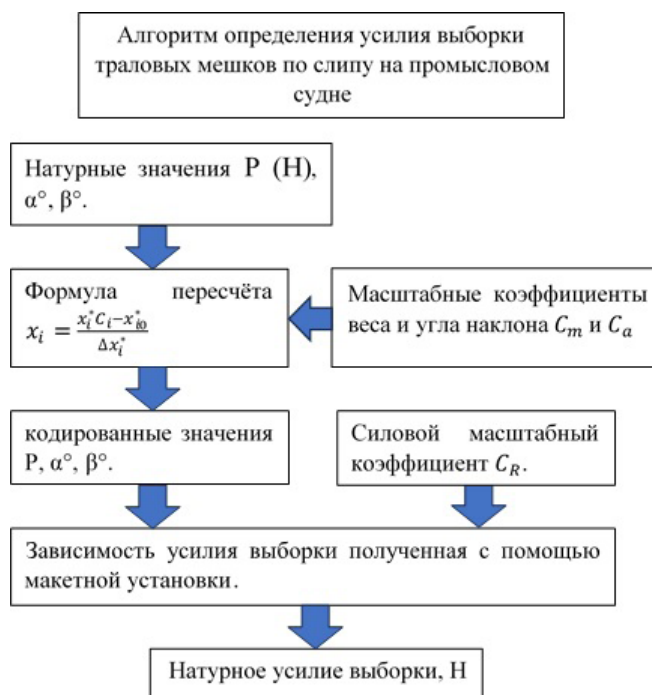 Алгоритм определения усилия выборки
траловых мешков по слипу на промысловом
судне
Натурные значения P (Н),
α°, β°.
Формула пересчёта
x_i = (x_i^* C_i − x_{i0}^*) / Δx_i^*
Масштабные коэффициенты
веса и угла наклона C_m и C_a
кодированные значения
P, α°, β°.
Силовой масштабный
коэффициент C_R.
Зависимость усилия выборки полученная с помощью
макетной установки.
Натурное усилие выборки, Н